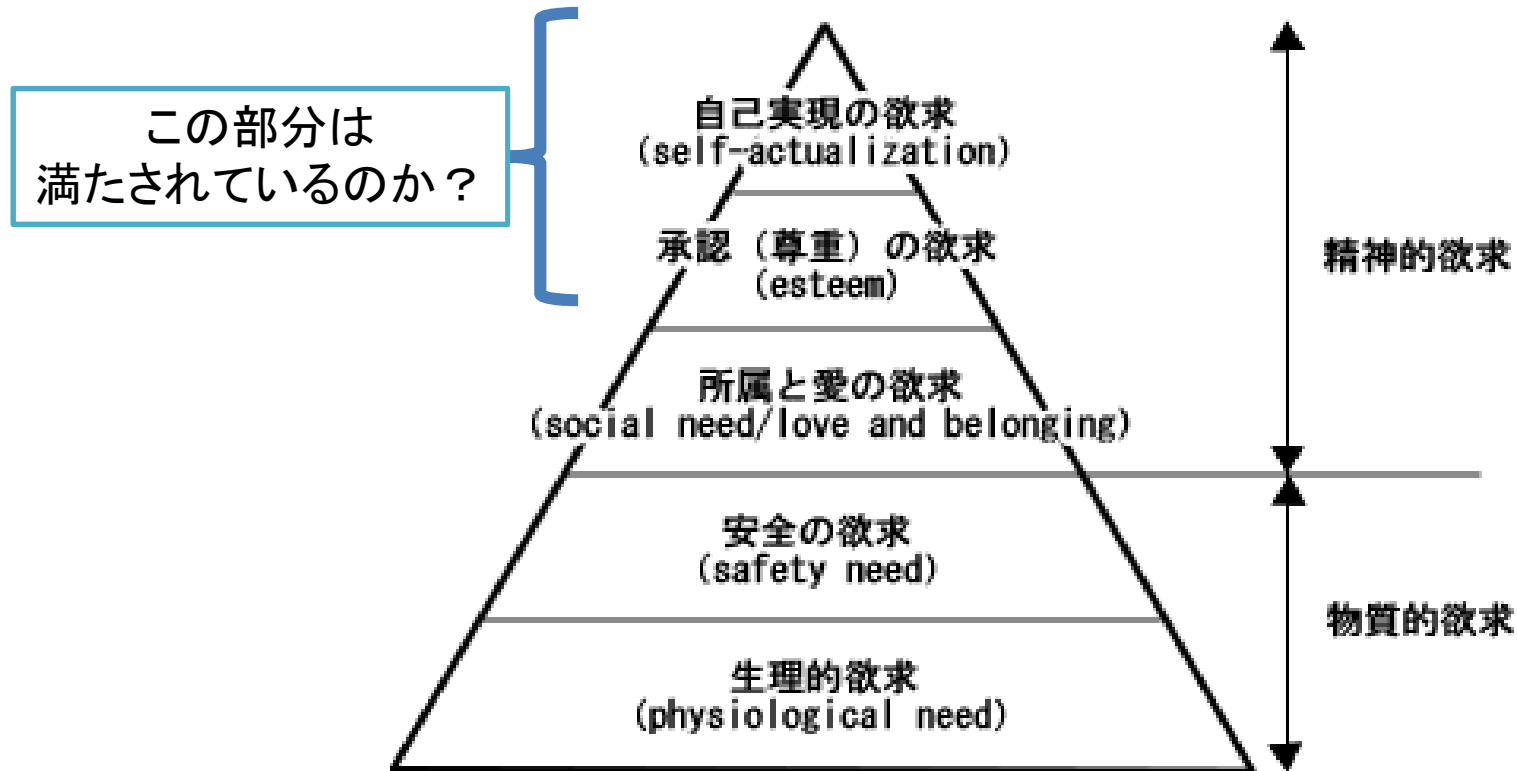 この部分は
満たされているのか？
自己実現の欲求
(self-actualization)
承認（尊重）の欲求
(esteem)
所属と愛の欲求
(social need/love and belonging)
安全の欲求
(safety need)
生理的欲求
(physiological need)
精神的欲求
物質的欲求